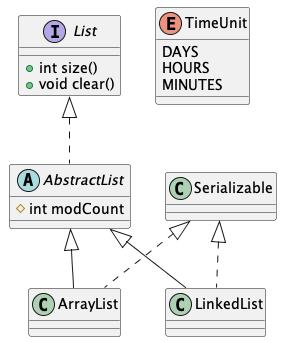 I List
int size()
void clear()
E TimeUnit
DAYS
HOURS
MINUTES
A AbstractList
int modCount
C Serializable
C ArrayList
C LinkedList